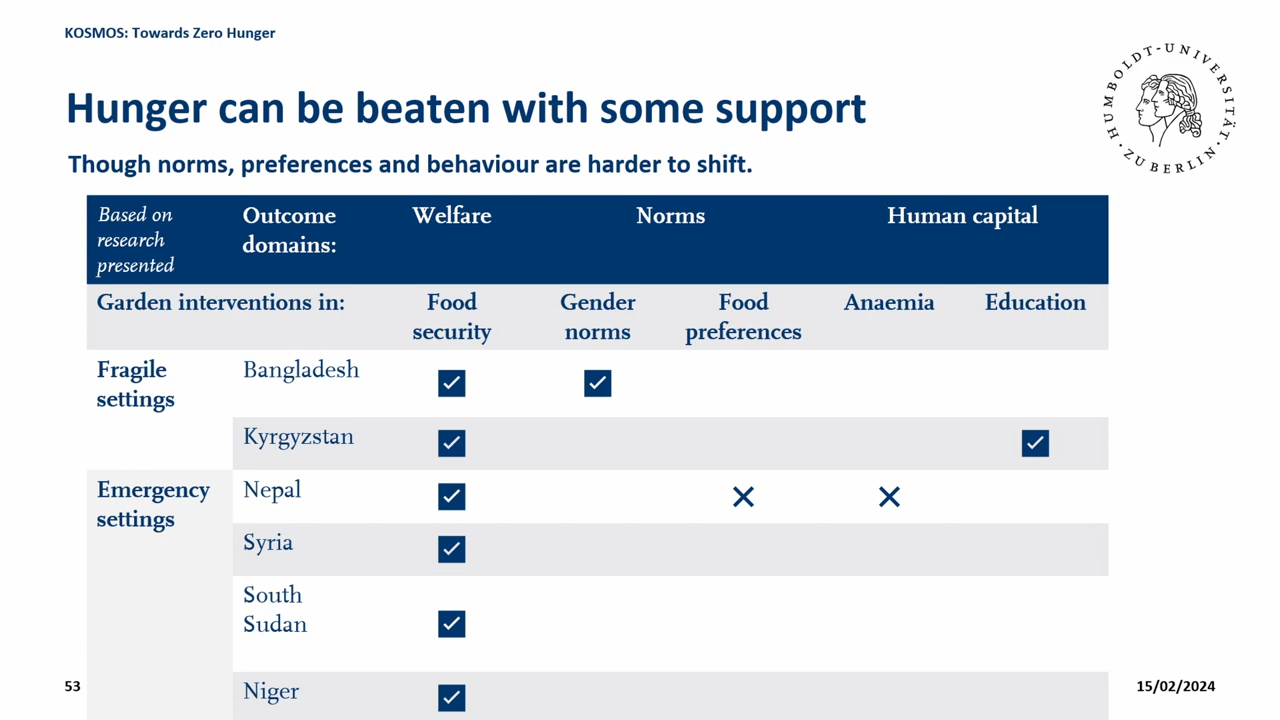 KOSMOS: Towards Zero Hunger
HUMBOLDT-UNIVERSITÄT
· ZU BERLIN ·
Hunger can be beaten with some support
Though norms, preferences and behaviour are harder to shift.
Based on
research
presented
Outcome
domains:
Welfare
Norms
Human capital
Garden interventions in:
Food
security
Gender
norms
Food
preferences
Anaemia
Education
Fragile
settings
Bangladesh
Kyrgyzstan
Emergency
settings
Nepal
Syria
South
Sudan
Niger
53
15/02/2024